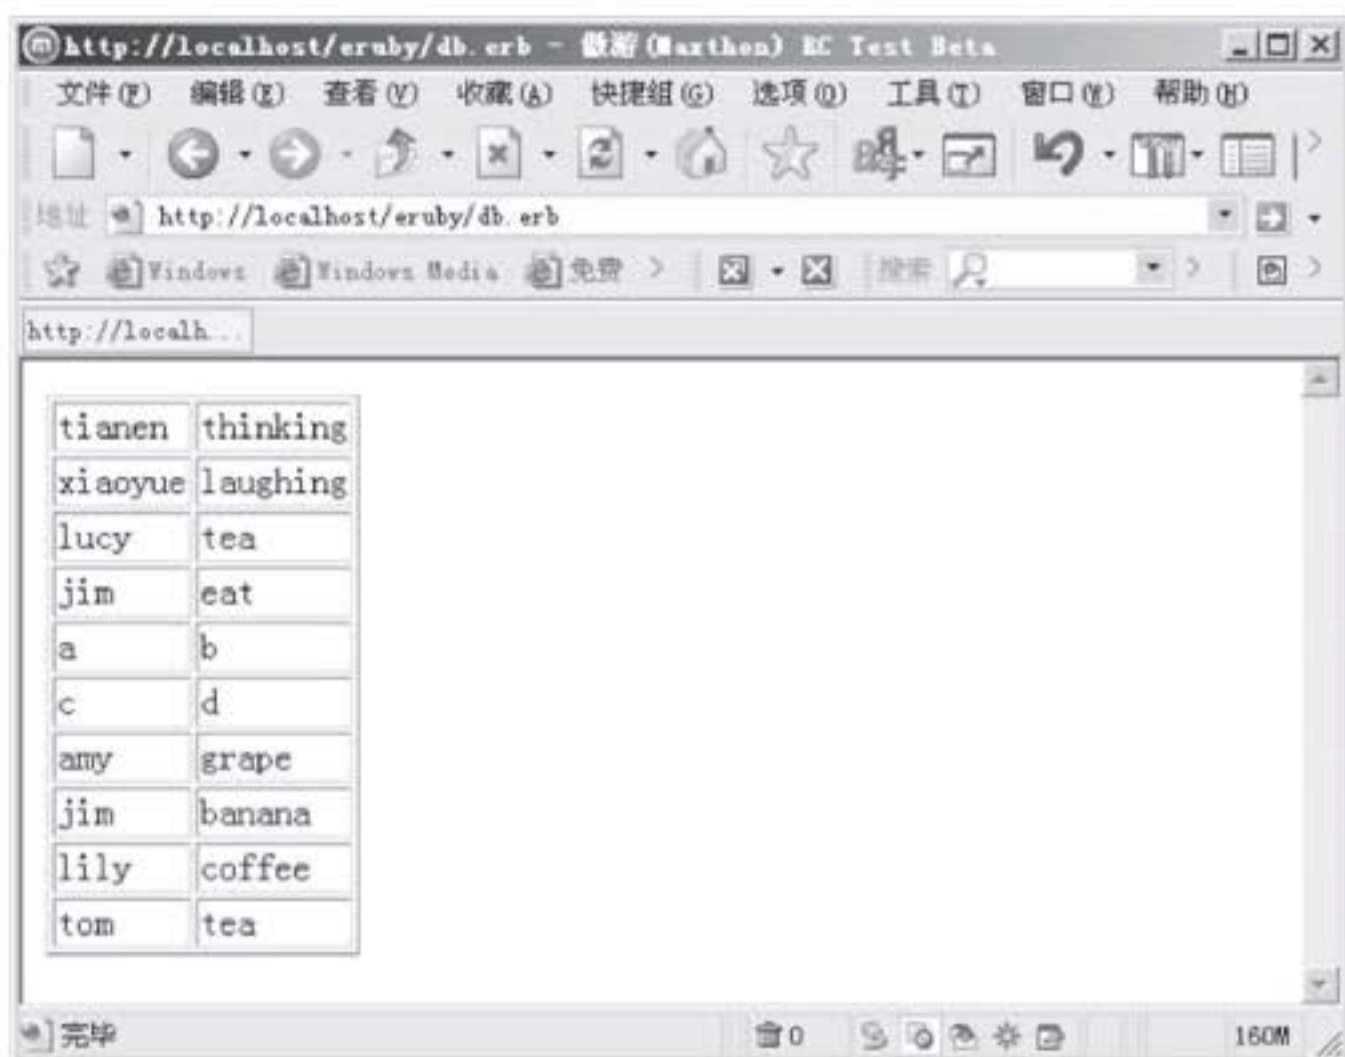 http://localhost/eruby/db.erb - 傲游(Maxthon) EC Test Beta
文件(F) 编辑(E) 查看(V) 收藏(A) 快捷组(G) 选项(O) 工具(T) 窗口(W) 帮助(H)
地址 http://localhost/eruby/db.erb
Windows Windows Media 免费 搜索
http://localh...
tianen thinking
xiaoyue laughing
lucy tea
jim eat
a b
c d
amy grape
jim banana
lily coffee
tom tea
完毕 0 160M